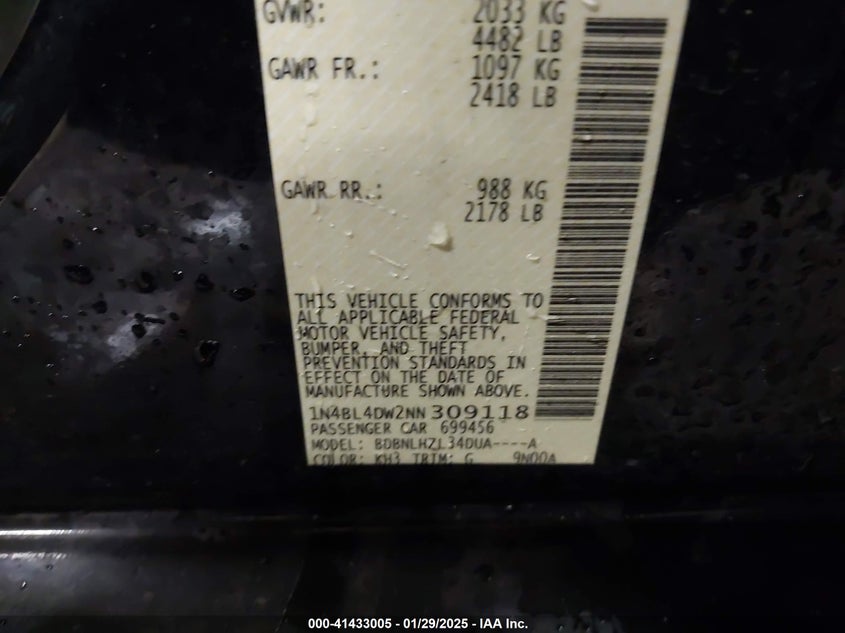 GVWR: 2033 KG
4482 LB
GAWR FR.: 1097 KG
2418 LB
GAWR RR.: 988 KG
2178 LB
THIS VEHICLE CONFORMS TO
ALL APPLICABLE FEDERAL
MOTOR VEHICLE SAFETY,
BUMPER, AND THEFT
PREVENTION STANDARDS IN
EFFECT ON THE DATE OF
MANUFACTURE SHOWN ABOVE.
1N4BL4DW2NN309118
PASSENGER CAR 699456
MODEL: BDBNLHZL34DUA----A
COLOR: KH3 TRIM: G 9N00A
000-41433005 - 01/29/2025 - IAA Inc.